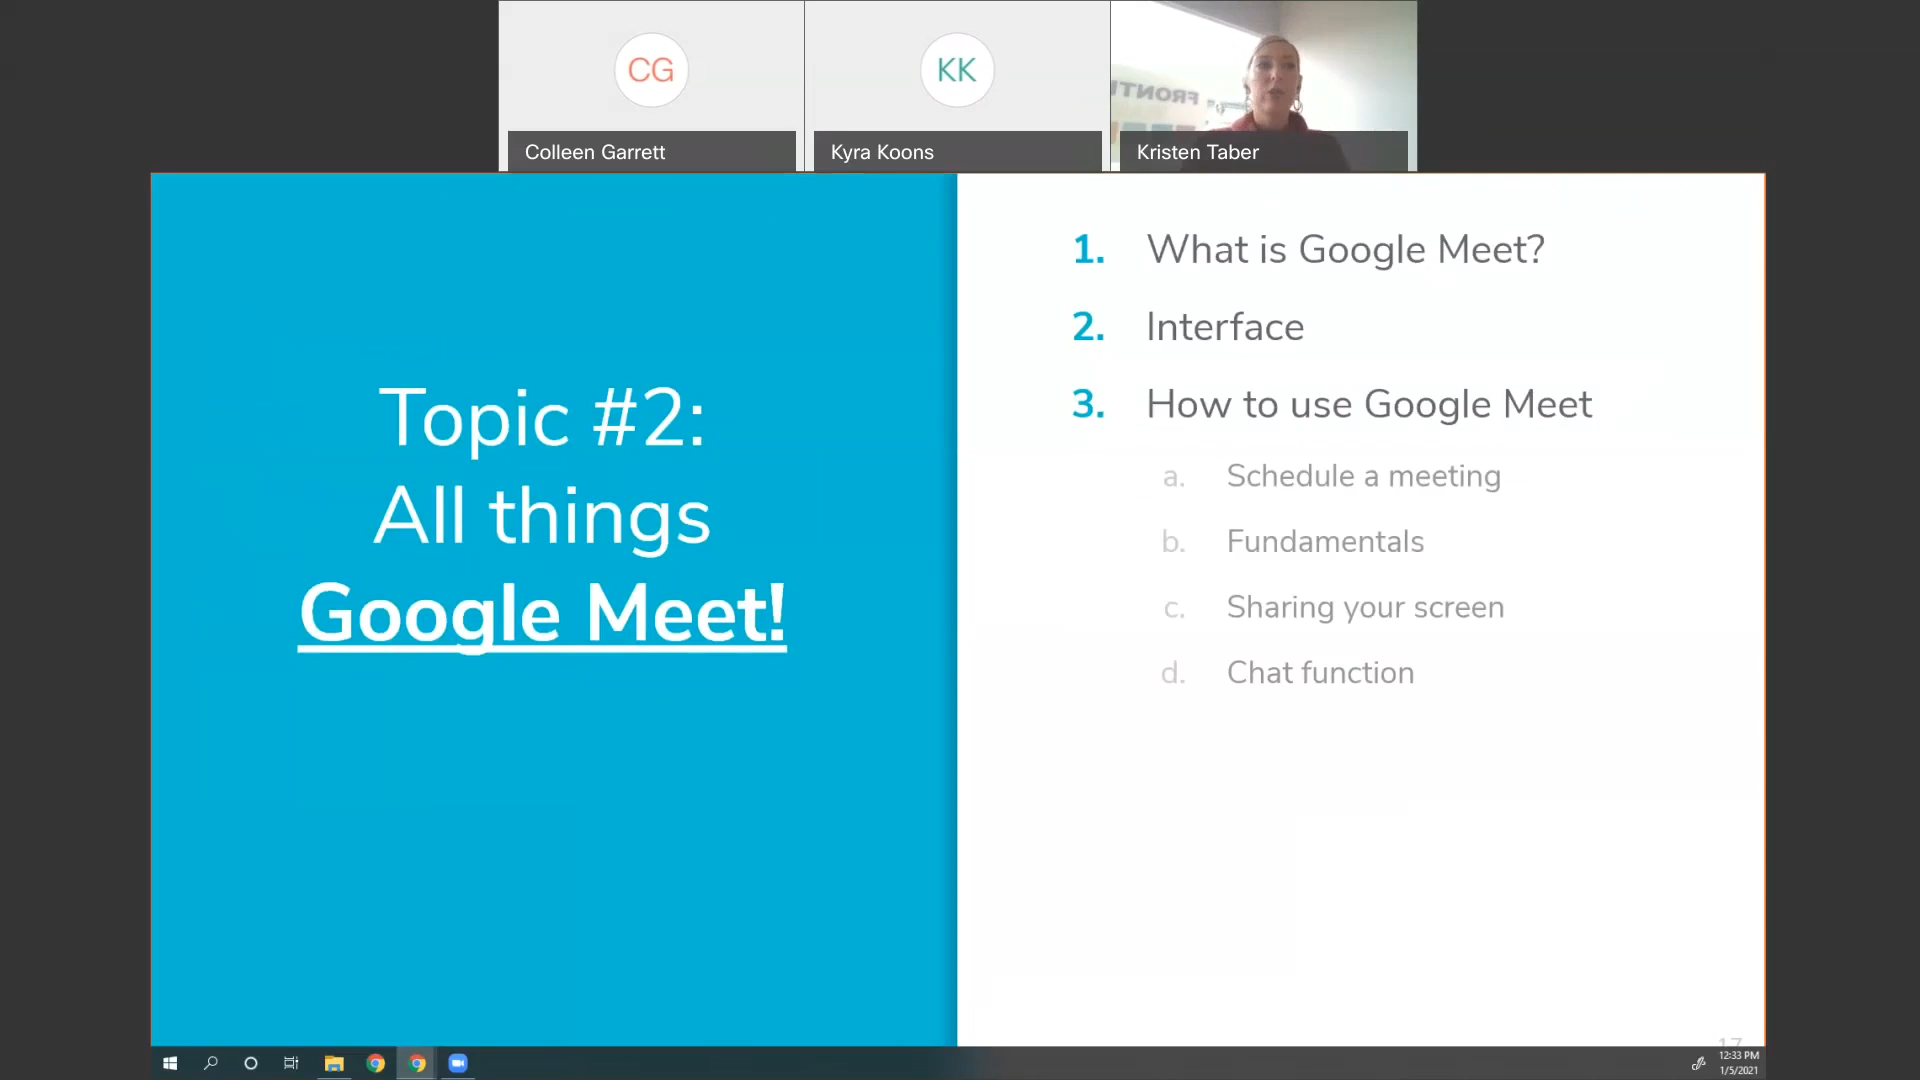 CG
KK
FRONTI
Colleen Garrett
Kyra Koons
Kristen Taber
Topic #2:
All things
Google Meet!
1. What is Google Meet?
2. Interface
3. How to use Google Meet
a. Schedule a meeting
b. Fundamentals
c. Sharing your screen
d. Chat function
17
12:33 PM
1/5/2021